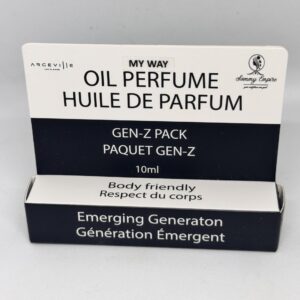 ARGEVILLE
MY WAY
Sammy Empire
OIL PERFUME
HUILE DE PARFUM
GEN-Z PACK
PAQUET GEN-Z
10ml
Body friendly
Respect du corps
Emerging Generaton
Génération Émergent